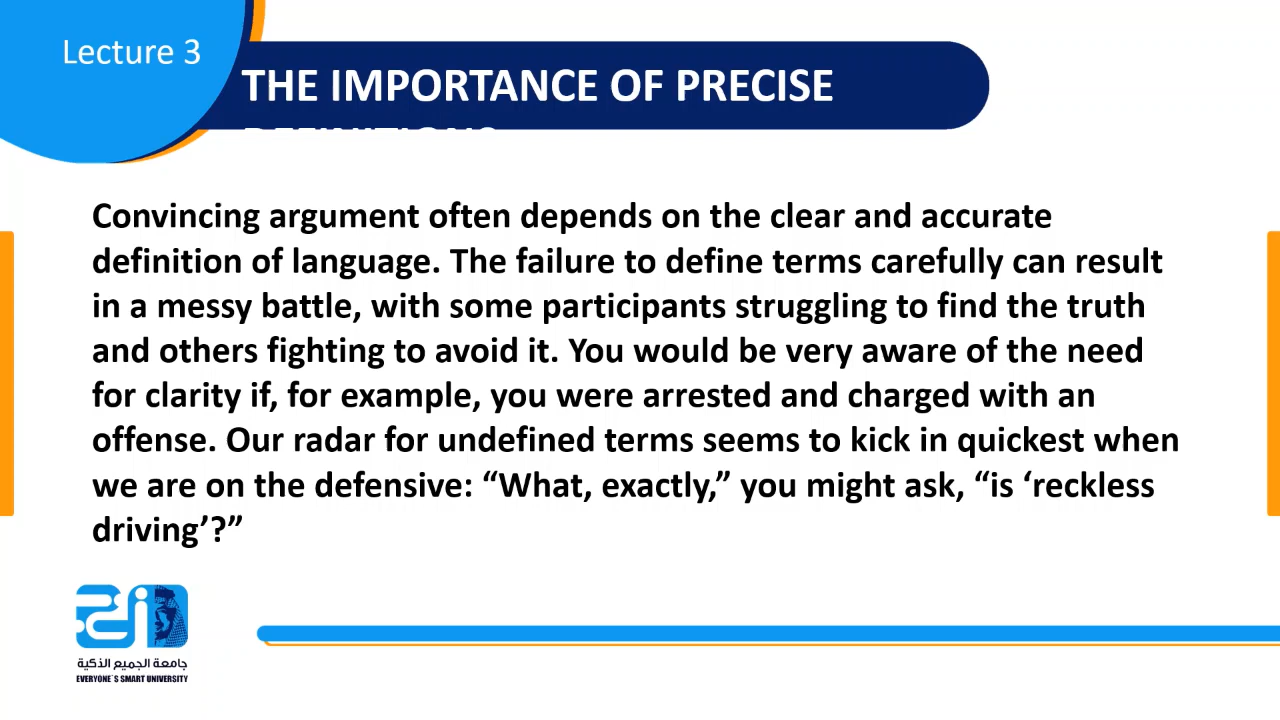 Lecture 3
THE IMPORTANCE OF PRECISE
DEFINITIONS
Convincing argument often depends on the clear and accurate
definition of language. The failure to define terms carefully can result
in a messy battle, with some participants struggling to find the truth
and others fighting to avoid it. You would be very aware of the need
for clarity if, for example, you were arrested and charged with an
offense. Our radar for undefined terms seems to kick in quickest when
we are on the defensive: “What, exactly,” you might ask, “is ‘reckless
driving’?”
جامعة الجميع الذكية
EVERYONE`S SMART UNIVERSITY